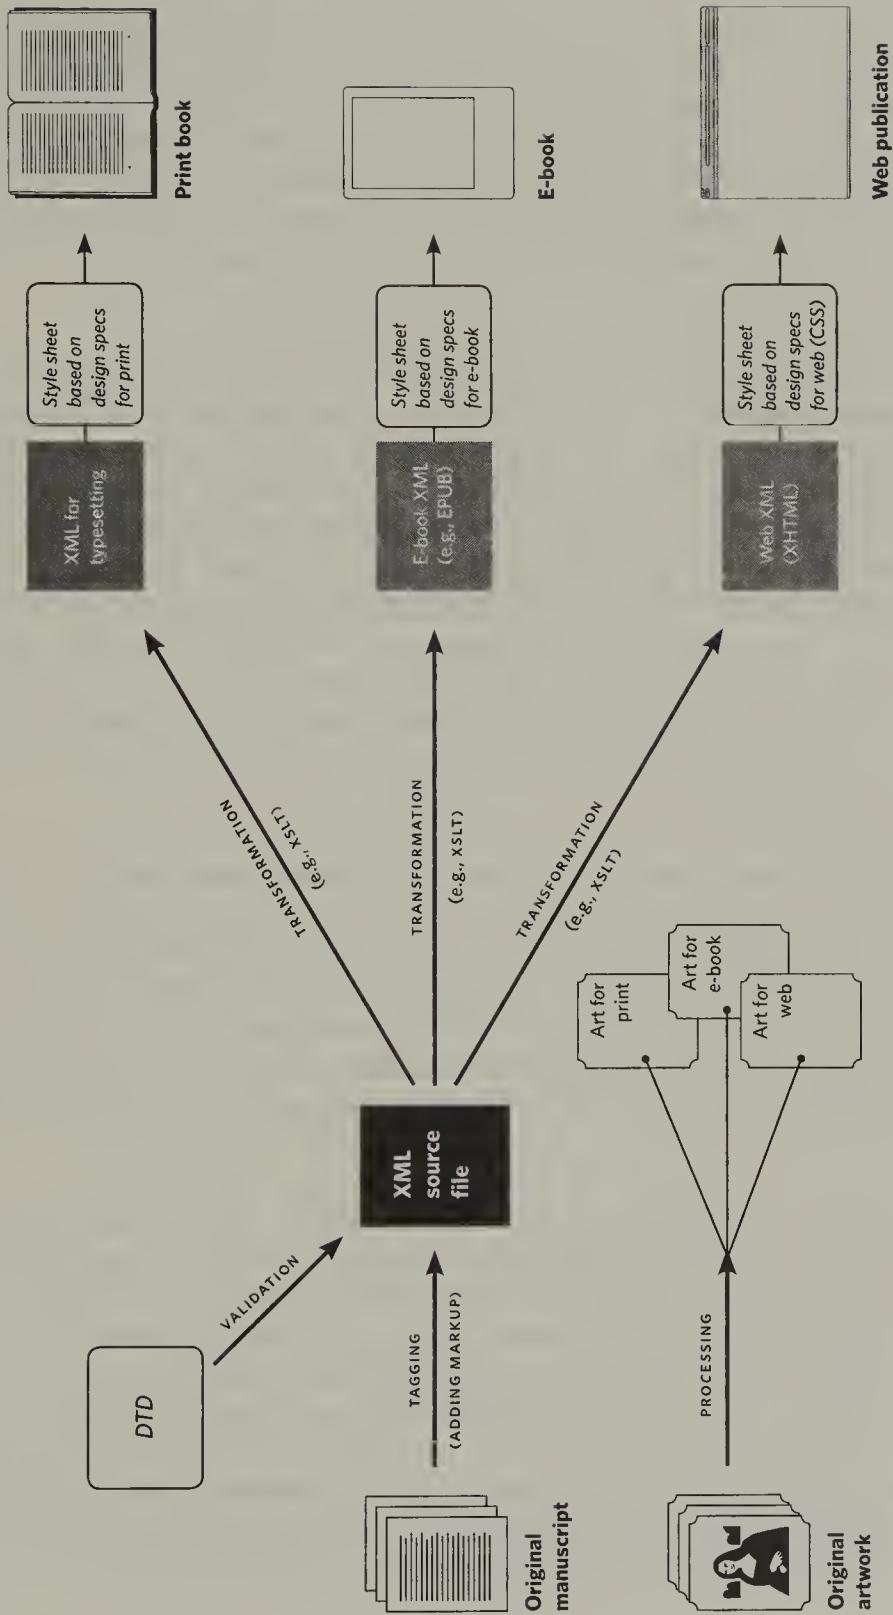 DTD
VALIDATION
Original
manuscript
TAGGING
(ADDING MARKUP)
XML
source
file
TRANSFORMATION
(e.g., XSLT)
XML for
typesetting
Style sheet
based on
design specs
for print
Print book
TRANSFORMATION
(e.g., XSLT)
E-book XML
(e.g., EPUB)
Style sheet
based on
design specs
for e-book
E-book
TRANSFORMATION
(e.g., XSLT)
Web XML
(XHTML)
Style sheet
based on
design specs
for web (CSS)
Web publication
Original
artwork
PROCESSING
Art for
print
Art for
e-book
Art for
web